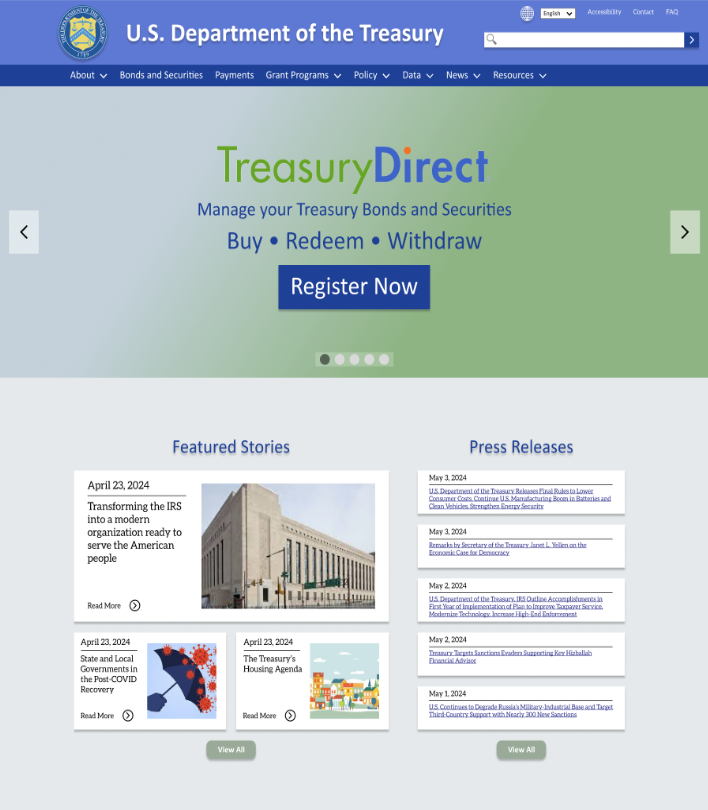 English
Accessibility
Contact
FAQ
U.S. Department of the Treasury
About
Bonds and Securities
Payments
Grant Programs
Policy
Data
News
Resources
TreasuryDirect
Manage your Treasury Bonds and Securities
Buy • Redeem • Withdraw
Register Now
Featured Stories
April 23, 2024
Transforming the IRS
into a modern
organization ready to
serve the American
people
Read More
April 23, 2024
State and Local
Governments in
the Post-COVID
Recovery
Read More
April 23, 2024
The Treasury's
Housing Agenda
Read More
View All
Press Releases
May 3, 2024
U.S. Department of the Treasury Releases Final Rules to Lower
Consumer Costs, Continue U.S. Manufacturing Boom in Batteries and
Clean Vehicles, Strengthen Energy Security
May 3, 2024
Remarks by Secretary of the Treasury Janet L. Yellen on the
Economic Case for Democracy
May 2, 2024
U.S. Department of the Treasury, IRS Outline Accomplishments in
First Year of Implementation of Plan to Improve Taxpayer Service,
Modernize Technology, Increase High-End Enforcement
May 2, 2024
Treasury Targets Sanctions Evaders Supporting Key Hizballah
Financial Advisor
May 1, 2024
U.S. Continues to Degrade Russia's Military-Industrial Base and Target
Third-Country Support with Nearly 300 New Sanctions
View All